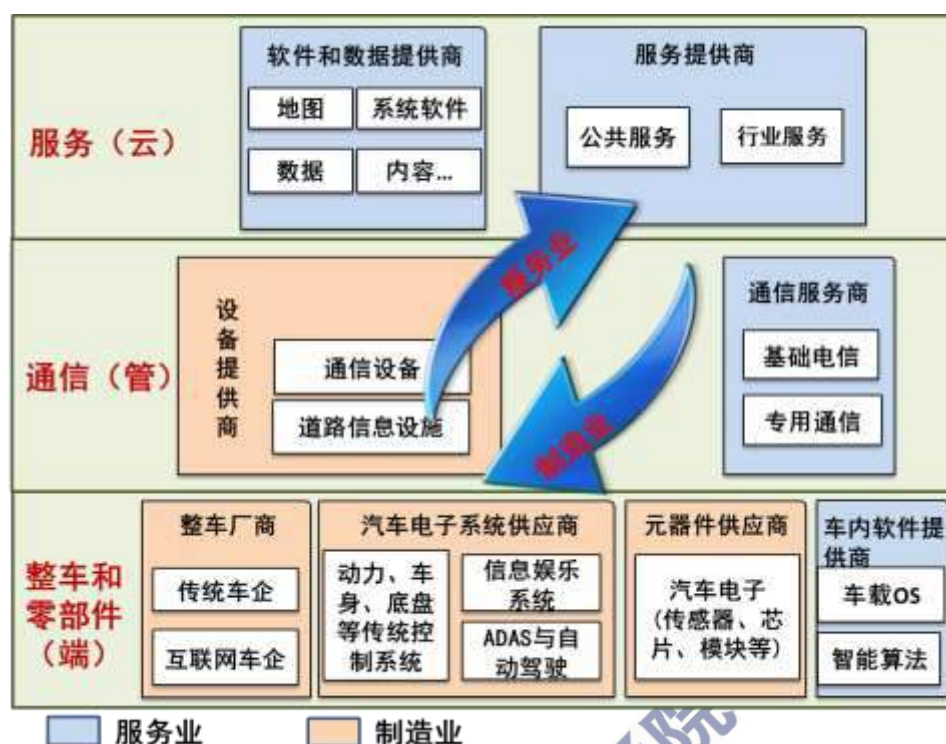 软件和数据提供商
地图
系统软件
数据
内容...
服务提供商
公共服务
行业服务
服务（云）
服务业
设备提供商
通信设备
道路信息设施
通信（管）
制造业
通信服务商
基础电信
专用通信
整车和
零部件
（端）
整车厂商
传统车企
互联网车企
汽车电子系统供应商
动力、车
身、底盘
等传统控
制系统
信息娱乐
系统
ADAS与自
动驾驶
元器件供应商
汽车电子
（传感器、芯
片、模块等）
车内软件提
供商
车载OS
智能算法
服务业
制造业
院